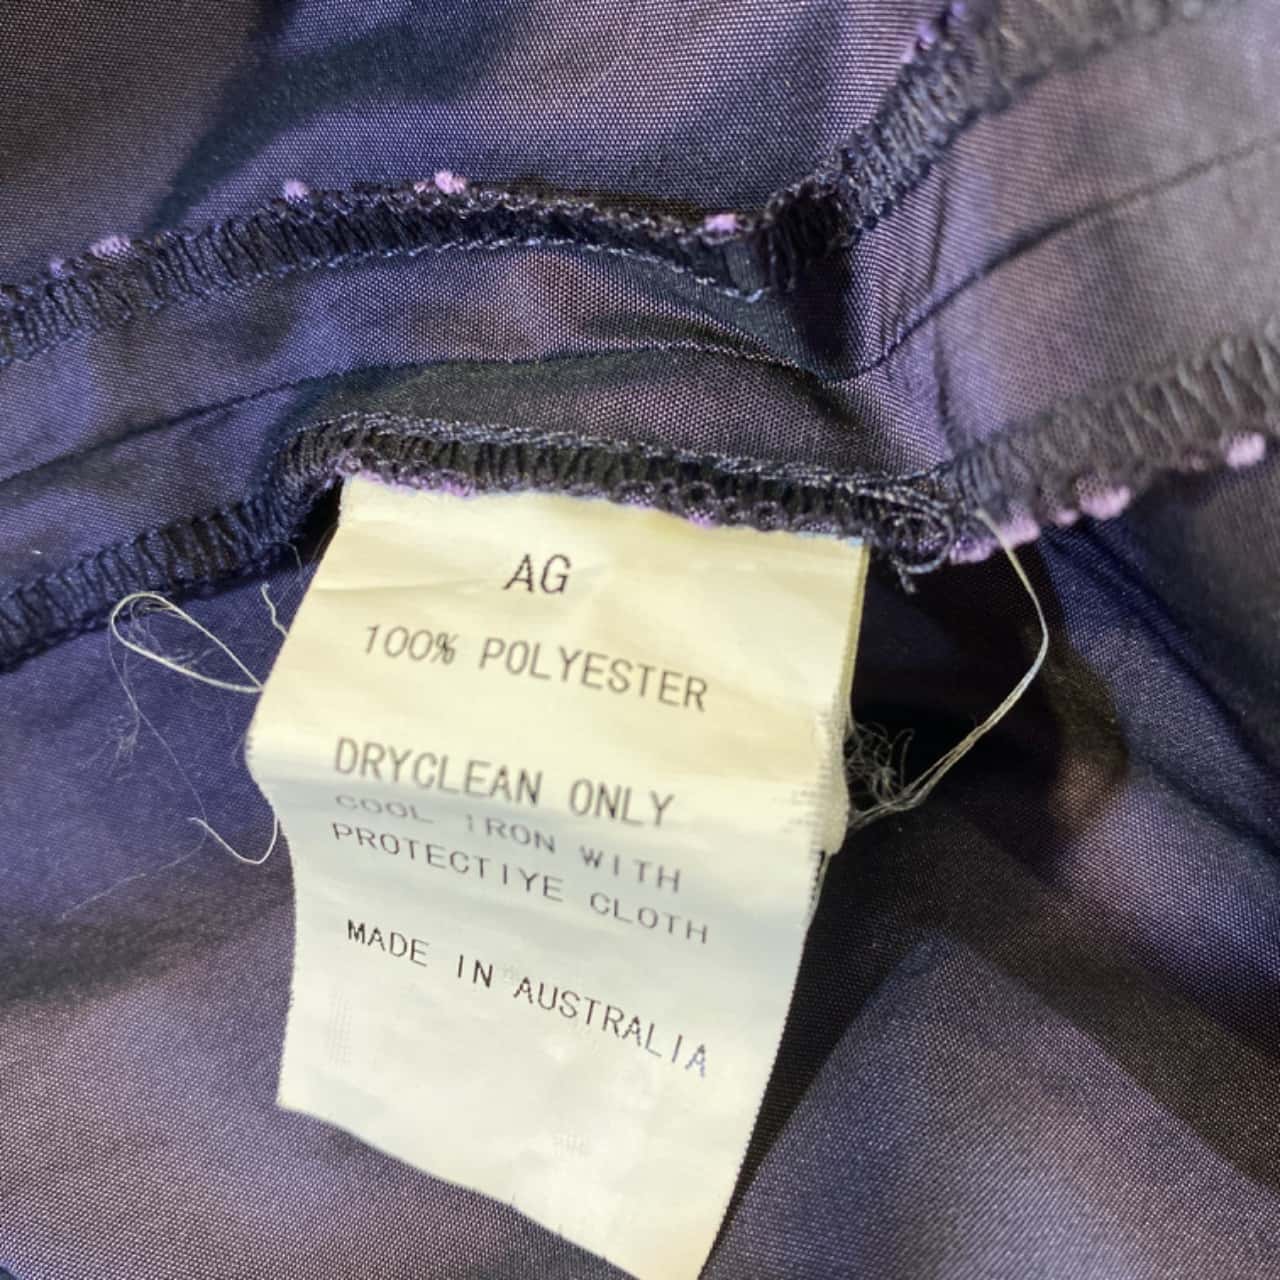 AG
100% POLYESTER
DRYCLEAN ONLY
COOL IRON WITH
PROTECTIYE CLOTH
MADE IN AUSTRALIA